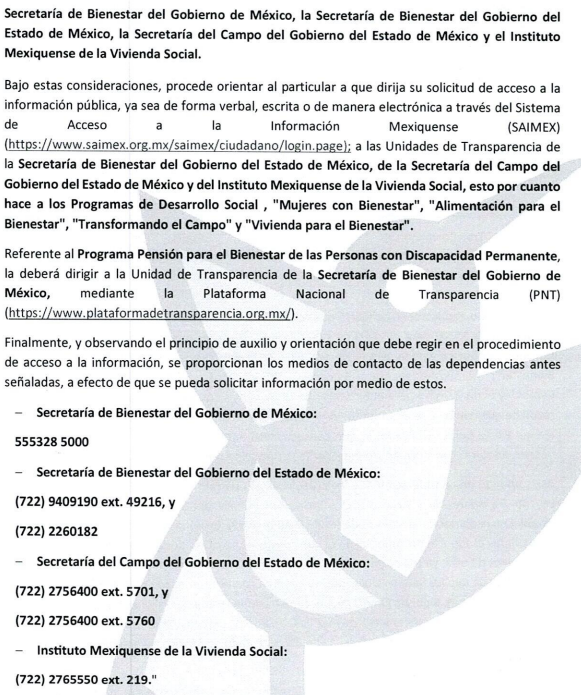 Secretaría de Bienestar del Gobierno de México, la Secretaría de Bienestar del Gobierno del
Estado de México, la Secretaría del Campo del Gobierno del Estado de México y el Instituto
Mexiquense de la Vivienda Social.
Bajo estas consideraciones, procede orientar al particular a que dirija su solicitud de acceso a la
información pública, ya sea de forma verbal, escrita o de manera electrónica a través del Sistema
de Acceso a la Información Mexiquense (SAIMEX)
(https://www.saimex.org.mx/saimex/ciudadano/login.page); a las Unidades de Transparencia de
la Secretaría de Bienestar del Gobierno del Estado de México, de la Secretaría del Campo del
Gobierno del Estado de México y del Instituto Mexiquense de la Vivienda Social, esto por cuanto
hace a los Programas de Desarrollo Social , "Mujeres con Bienestar", "Alimentación para el
Bienestar", "Transformando el Campo" y "Vivienda para el Bienestar".
Referente al Programa Pensión para el Bienestar de las Personas con Discapacidad Permanente,
la deberá dirigir a la Unidad de Transparencia de la Secretaría de Bienestar del Gobierno de
México, mediante la Plataforma Nacional de Transparencia (PNT)
(https://www.plataformadetransparencia.org.mx/).
Finalmente, y observando el principio de auxilio y orientación que debe regir en el procedimiento
de acceso a la información, se proporcionan los medios de contacto de las dependencias antes
señaladas, a efecto de que se pueda solicitar información por medio de estos.
– Secretaría de Bienestar del Gobierno de México:
555328 5000
– Secretaría de Bienestar del Gobierno del Estado de México:
(722) 9409190 ext. 49216, y
(722) 2260182
– Secretaría del Campo del Gobierno del Estado de México:
(722) 2756400 ext. 5701, y
(722) 2756400 ext. 5760
– Instituto Mexiquense de la Vivienda Social:
(722) 2765550 ext. 219."